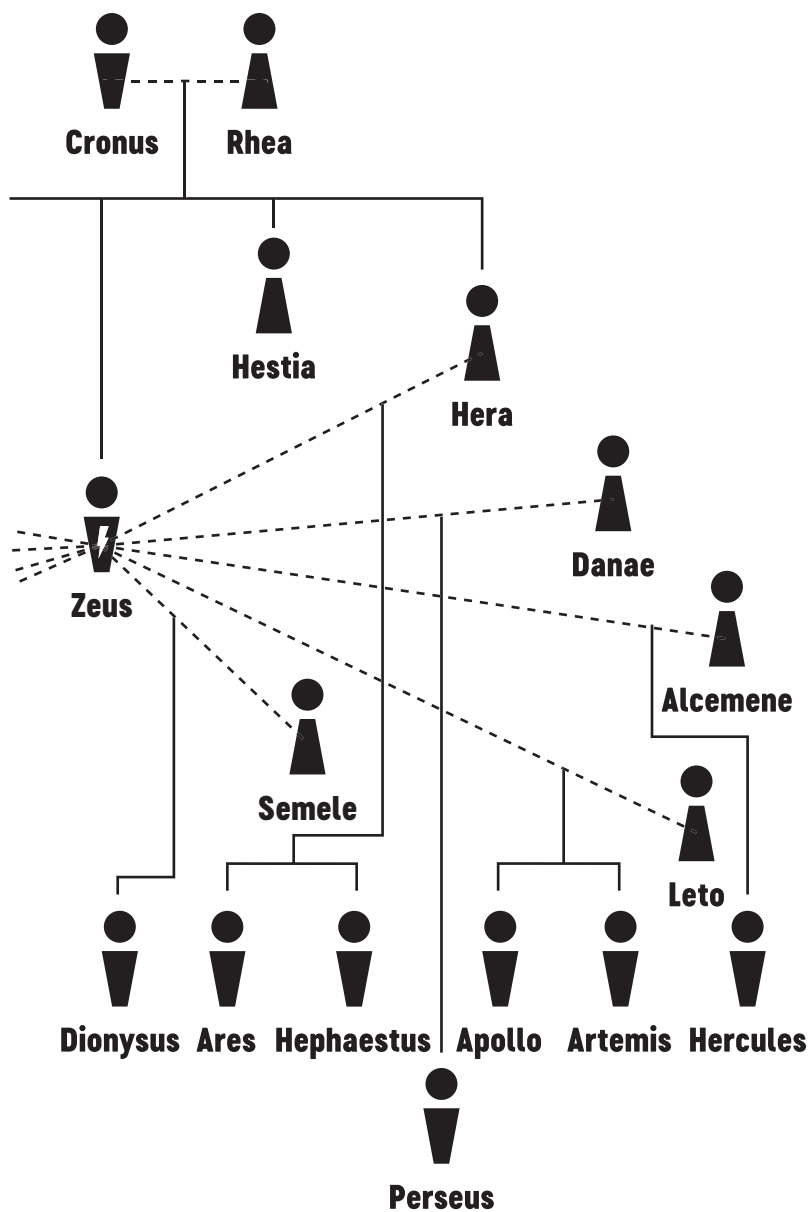 Cronus Rhea
Hestia
Hera
Danae
Zeus
Alcemene
Semele
Leto
Dionysus Ares Hephaestus Apollo Artemis Hercules
Perseus